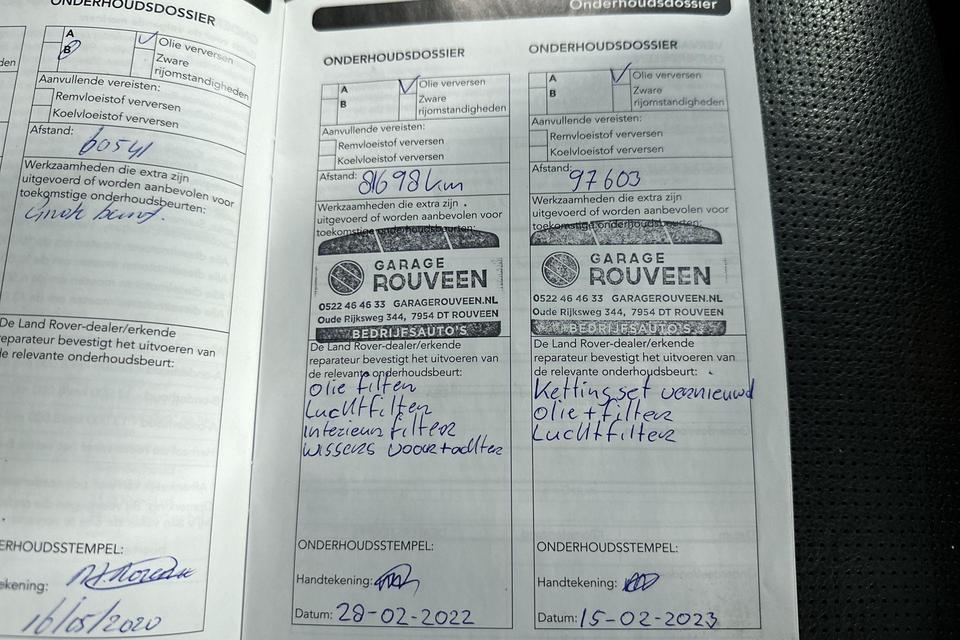 ONDERHOUDSDOSSIER
A
B
Olie verversen
Zware
rijomstandigheden
Aanvullende vereisten:
Remvloeistof verversen
Koelvloeistof verversen
Afstand:
60541
Werkzaamheden die extra zijn
uitgevoerd of worden aanbevolen voor
toekomstige onderhoudsbeurten:
Grote beurt.
De Land Rover-dealer/erkende
reparateur bevestigt het uitvoeren van
de relevante onderhoudsbeurt:
ERHOUDSSTEMPEL:
ekening:
16/05/2020
Onderhoudsdossier
ONDERHOUDSDOSSIER
A
B
Olie verversen
Zware
rijomstandigheden
Aanvullende vereisten:
Remvloeistof verversen
Koelvloeistof verversen
Afstand: 81698 km
Werkzaamheden die extra zijn
uitgevoerd of worden aanbevolen voor
toekomstige onderhoudsbeurten:
GARAGE
ROUVEEN
0522 46 46 33 GARAGEROUVEEN.NL
Oude Rijksweg 344, 7954 DT ROUVEEN
BEDRIJFSAUTO'S
De Land Rover-dealer/erkende
reparateur bevestigt het uitvoeren van
de relevante onderhoudsbeurt:
Olie filter
Luchtfilter
Interieur filter
Wissers voor+achter
ONDERHOUDSSTEMPEL:
Handtekening:
Datum: 28-02-2022
ONDERHOUDSDOSSIER
A
B
Olie verversen
Zware
rijomstandigheden
Aanvullende vereisten:
Remvloeistof verversen
Koelvloeistof verversen
Afstand: 97603
Werkzaamheden die extra zijn
uitgevoerd of worden aanbevolen voor
toekomstige onderhoudsbeurten:
GARAGE
ROUVEEN
0522 46 46 33 GARAGEROUVEEN.NL
Oude Rijksweg 344, 7954 DT ROUVEEN
BEDRIJFSAUTO'S
De Land Rover-dealer/erkende
reparateur bevestigt het uitvoeren van
de relevante onderhoudsbeurt:
Kettingset vernieuwd
Olie + filter
Luchtfilter
ONDERHOUDSSTEMPEL:
Handtekening:
Datum: 15-02-2023